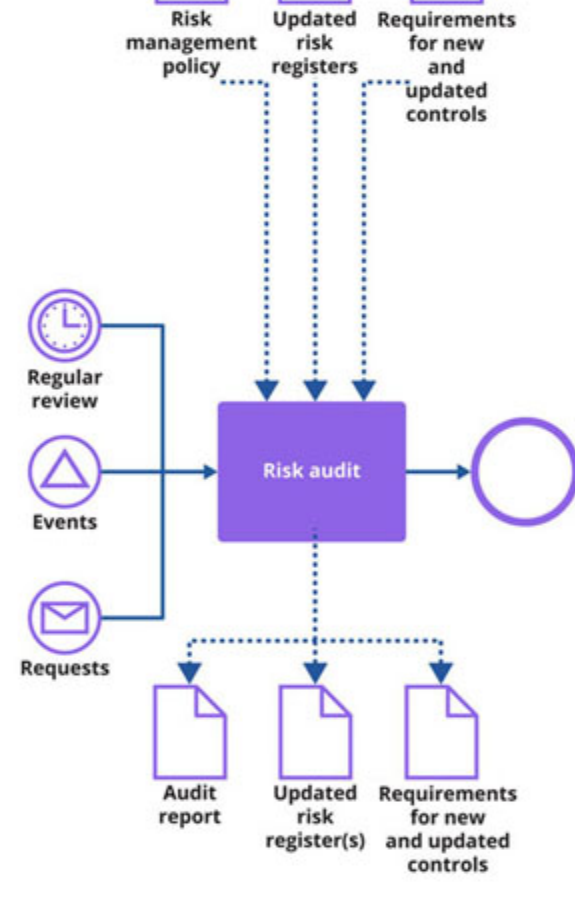 Risk
management
policy
Updated
risk
registers
Requirements
for new
and
updated
controls
Regular
review
Risk audit
Events
Requests
Audit
report
Updated
risk
register(s)
Requirements
for new
and updated
controls